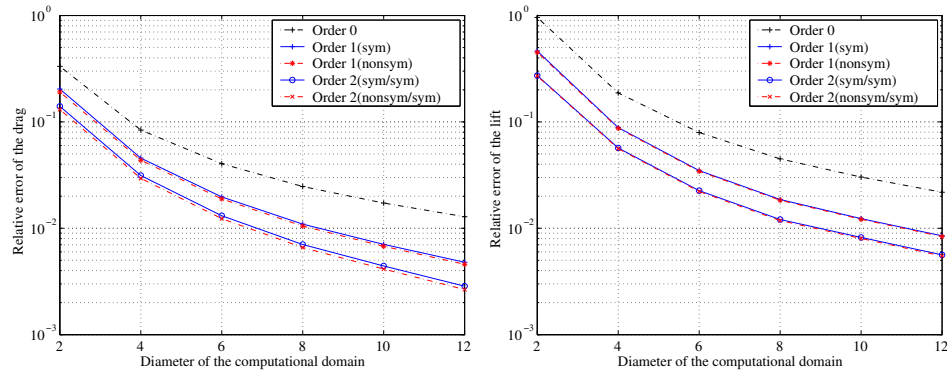 10^0
10^-1
10^-2
10^-3
Relative error of the drag
Order 0
Order 1(sym)
Order 1(nonsym)
Order 2(sym/sym)
Order 2(nonsym/sym)
2 4 6 8 10 12
Diameter of the computational domain
10^0
10^-1
10^-2
10^-3
Relative error of the lift
Order 0
Order 1(sym)
Order 1(nonsym)
Order 2(sym/sym)
Order 2(nonsym/sym)
2 4 6 8 10 12
Diameter of the computational domain